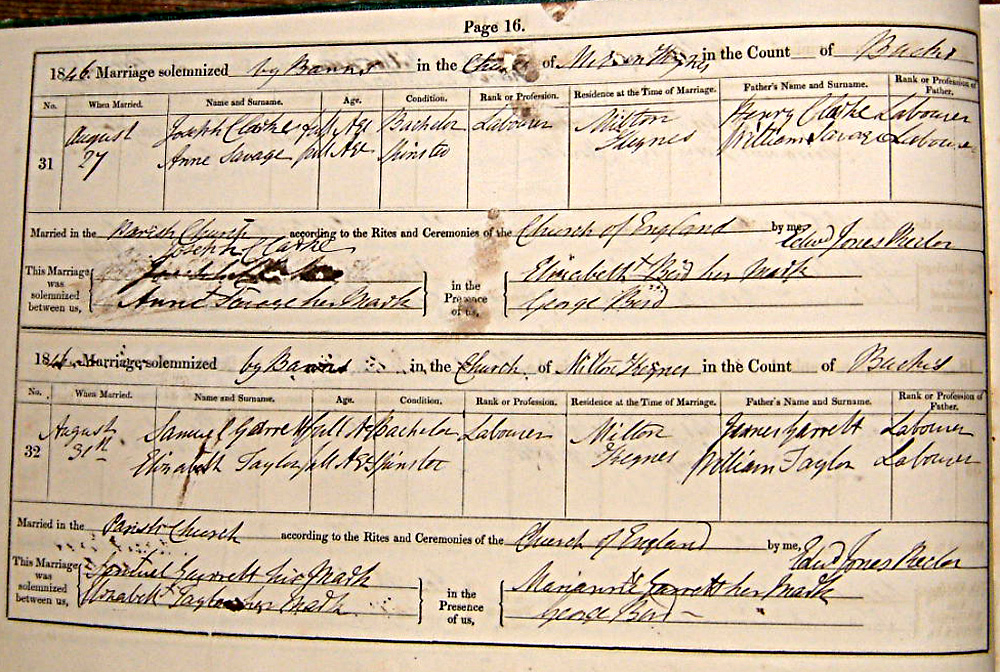 Page 16.
1846. Marriage solemnized by Banns in the Church of Milton Keynes in the Count of Bucks
No. When Married. Name and Surname. Age. Condition. Rank or Profession. Residence at the Time of Marriage. Father's Name and Surname. Rank or Profession of Father.
August Joseph Clarke full Age Bachelor Labourer Milton Henry Clarke Labourer
31 27 Anne Savage full Age Spinster Keynes William Savage Labourer
Married in the Parish Church according to the Rites and Ceremonies of the Church of England by me, Edwd Jones Rector
Joseph Clarke
This Marriage was solemnized between us, Anne Savage her Mark in the Presence of us, Elizabeth Bird her Mark
George Bird
1846. Marriage solemnized by Banns in the Church of Milton Keynes in the Count of Bucks
No. When Married. Name and Surname. Age. Condition. Rank or Profession. Residence at the Time of Marriage. Father's Name and Surname. Rank or Profession of Father.
August Samuel Garrett full Age Bachelor Labourer Milton James Garrett Labourer
32 31st Elizabeth Taylor full Age Spinster Keynes William Taylor Labourer
Married in the Parish Church according to the Rites and Ceremonies of the Church of England by me, Edwd Jones Rector
This Marriage was solemnized between us, Samuel Garrett his Mark in the Presence of us, Marianne Garrett her Mark
Elizabeth Taylor her Mark George Bird